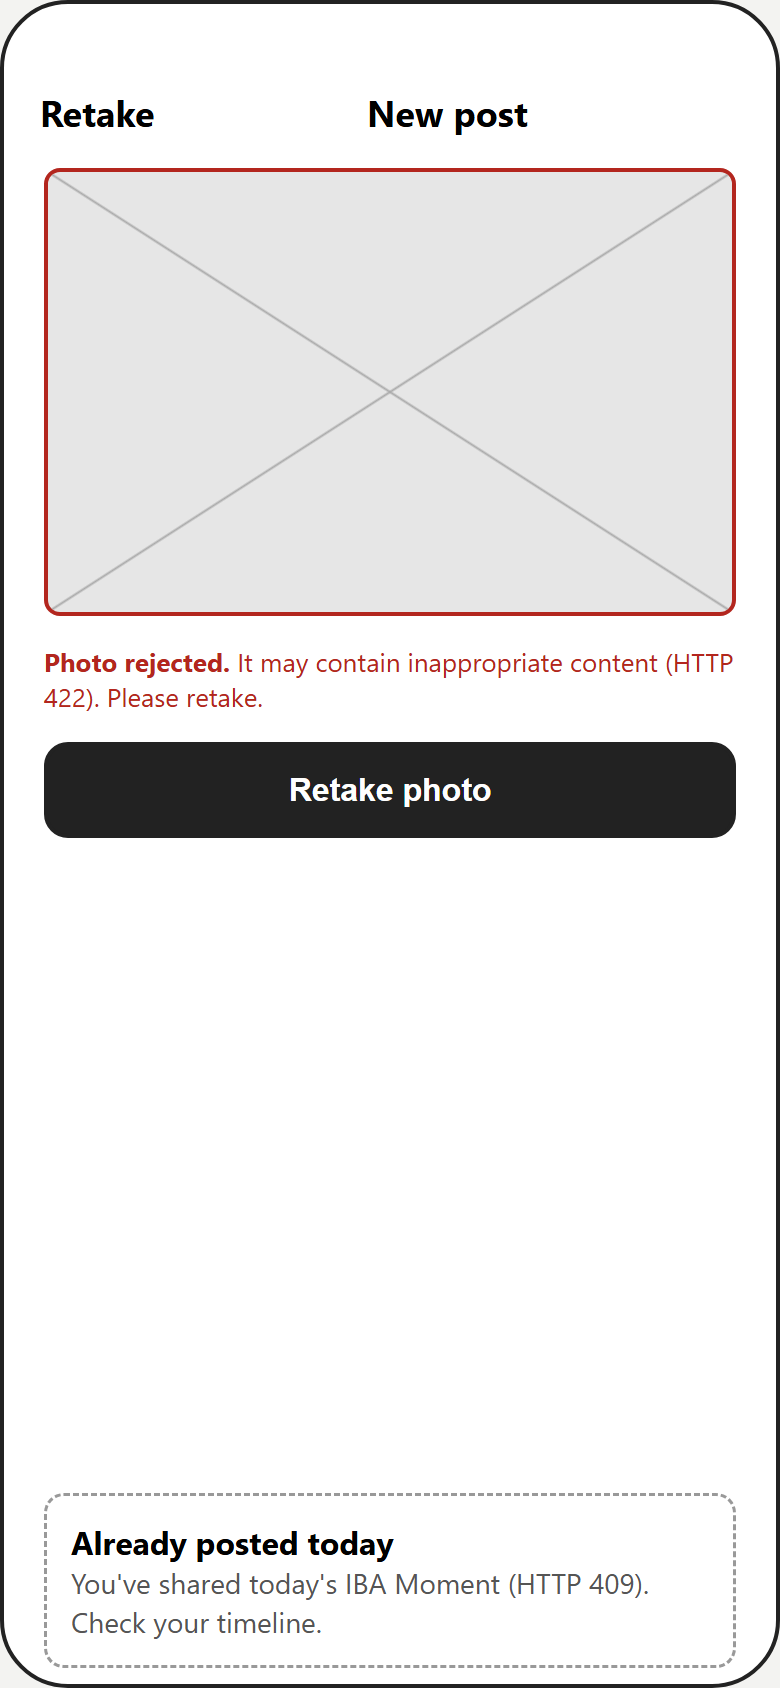 Retake
New post
Photo rejected. It may contain inappropriate content (HTTP
422). Please retake.
Retake photo
Already posted today
You've shared today's IBA Moment (HTTP 409).
Check your timeline.